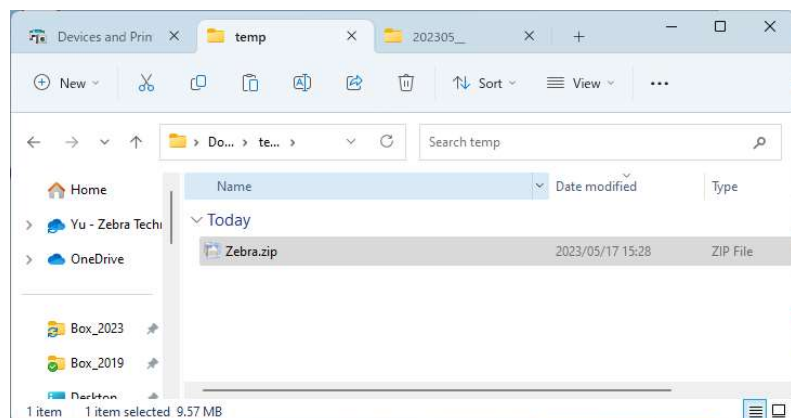 Devices and Prin
temp
202305__
New
Sort
View
Do... > te... >
Search temp
Home
Yu - Zebra Techn
OneDrive
Box_2023
Box_2019
Desktop
Name
Date modified
Type
Today
Zebra.zip
2023/05/17 15:28
ZIP File
1 item
1 item selected 9.57 MB